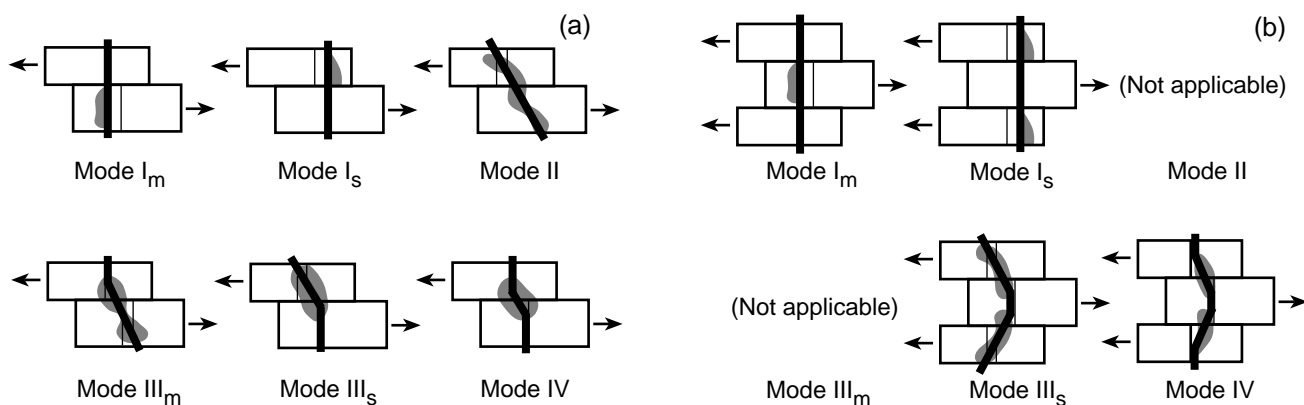 (a)
Mode Im
Mode Is
Mode II
Mode IIIm
Mode IIIs
Mode IV
(b)
(Not applicable)
Mode Im
Mode Is
Mode II
(Not applicable)
Mode IIIm
Mode IIIs
Mode IV